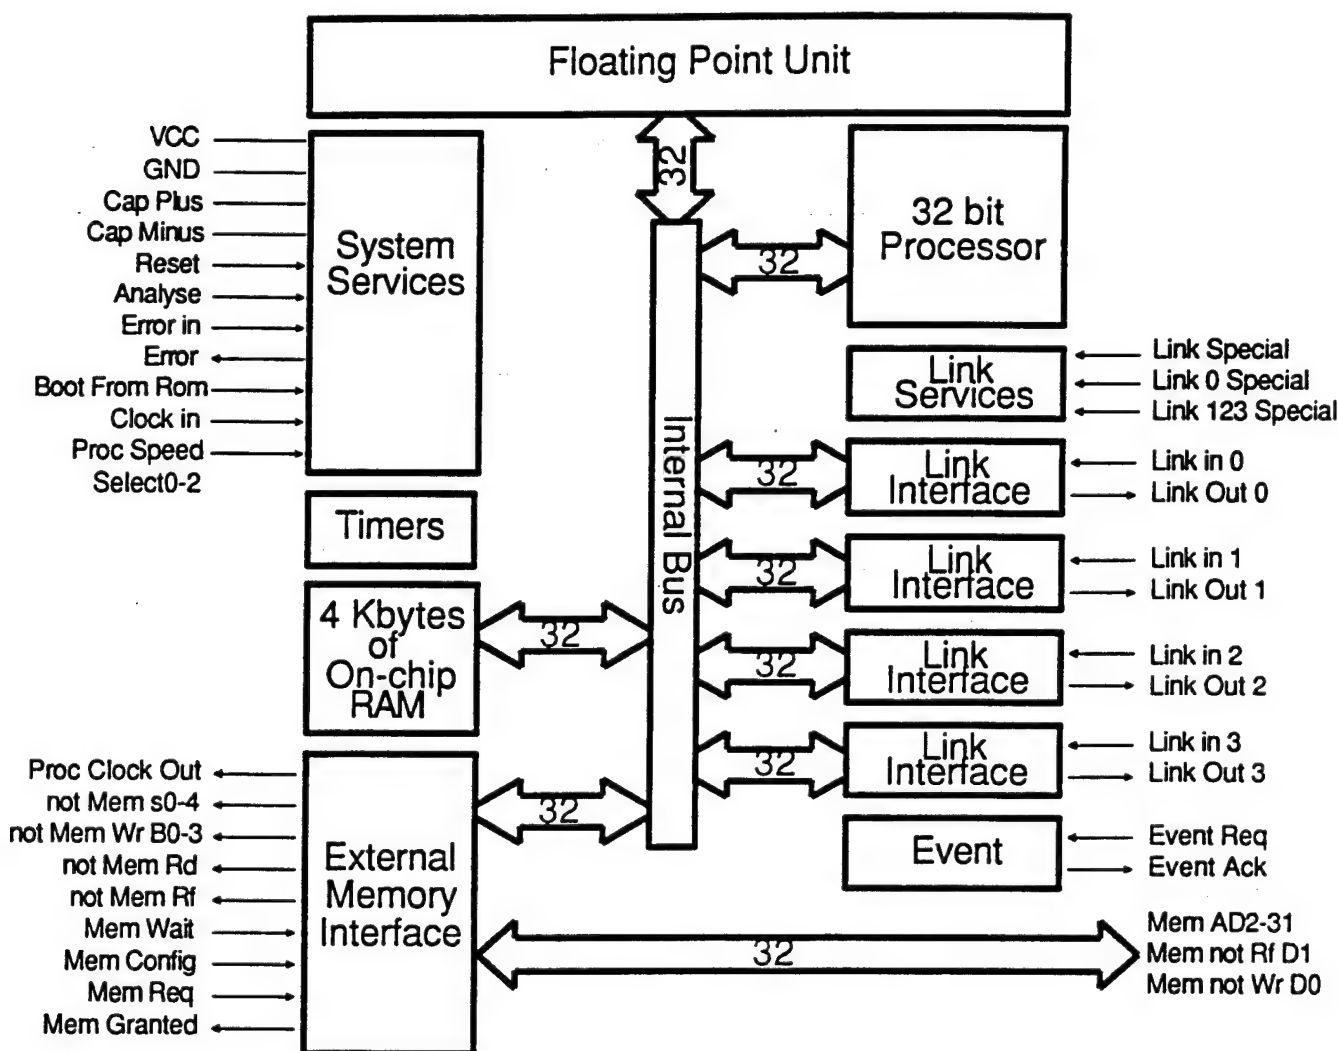 Floating Point Unit
VCC
GND
Cap Plus
Cap Minus
Reset
Analyse
Error in
Error
Boot From Rom
Clock in
Proc Speed
Select0-2
System
Services
32
32 bit
Processor
32
Link
Services
Link Special
Link 0 Special
Link 123 Special
Internal Bus
32
Link
Interface
Link in 0
Link Out 0
Timers
32
Link
Interface
Link in 1
Link Out 1
4 Kbytes
of
On-chip
RAM
32
32
Link
Interface
Link in 2
Link Out 2
32
Link
Interface
Link in 3
Link Out 3
Proc Clock Out
not Mem s0-4
not Mem Wr B0-3
not Mem Rd
not Mem Rf
Mem Wait
Mem Config
Mem Req
Mem Granted
External
Memory
Interface
32
Event
Event Req
Event Ack
32
Mem AD2-31
Mem not Rf D1
Mem not Wr D0